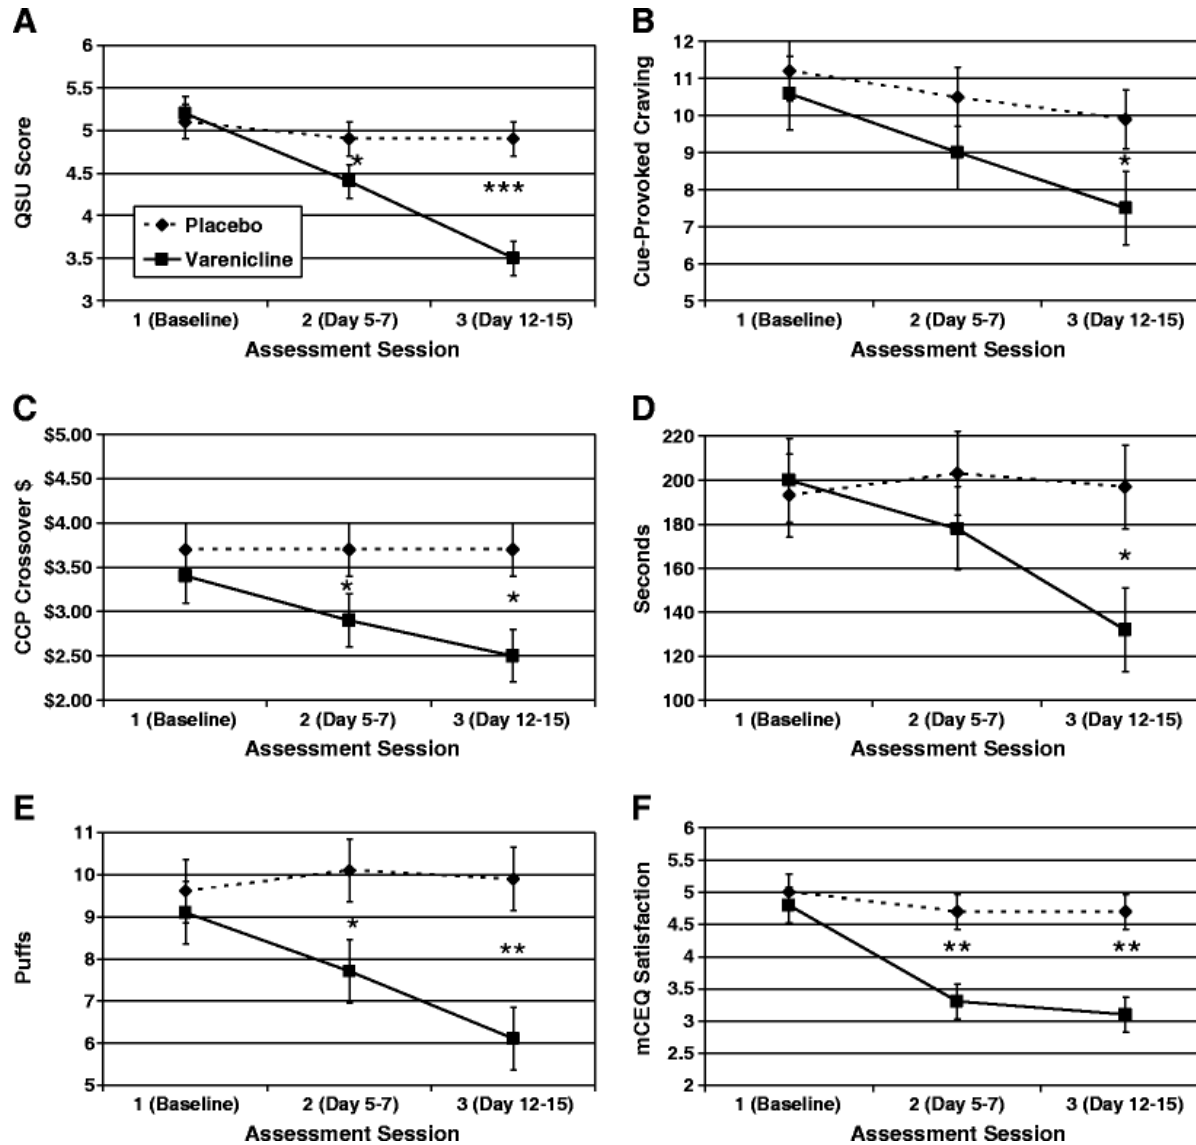 A
QSU Score
6
5.5
5
4.5
4
3.5
3
*
***
Placebo
Varenicline
1 (Baseline) 2 (Day 5-7) 3 (Day 12-15)
Assessment Session
B
Cue-Provoked Craving
12
11
10
9
8
7
6
5
*
1 (Baseline) 2 (Day 5-7) 3 (Day 12-15)
Assessment Session
C
CCP Crossover $
$5.00
$4.50
$4.00
$3.50
$3.00
$2.50
$2.00
*
*
1 (Baseline) 2 (Day 5-7) 3 (Day 12-15)
Assessment Session
D
Seconds
220
200
180
160
140
120
100
*
1 (Baseline) 2 (Day 5-7) 3 (Day 12-15)
Assessment Session
E
Puffs
11
10
9
8
7
6
5
*
**
1 (Baseline) 2 (Day 5-7) 3 (Day 12-15)
Assessment Session
F
mCEQ Satisfaction
6
5.5
5
4.5
4
3.5
3
2.5
2
**
**
1 (Baseline) 2 (Day 5-7) 3 (Day 12-15)
Assessment Session